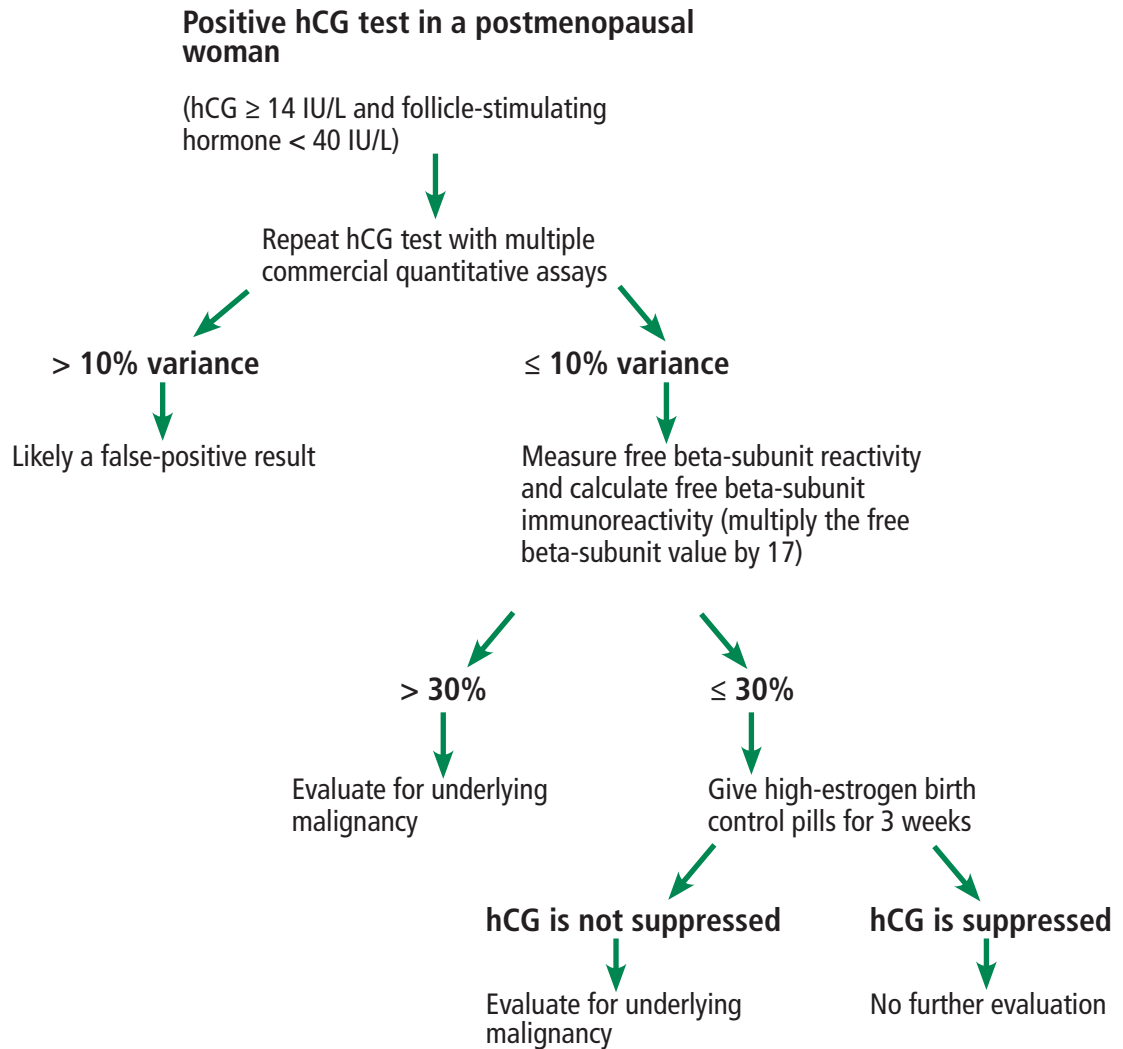 Positive hCG test in a postmenopausal
woman
(hCG ≥ 14 IU/L and follicle-stimulating
hormone < 40 IU/L)
Repeat hCG test with multiple
commercial quantitative assays
> 10% variance
≤ 10% variance
Likely a false-positive result
Measure free beta-subunit reactivity
and calculate free beta-subunit
immunoreactivity (multiply the free
beta-subunit value by 17)
> 30%
≤ 30%
Evaluate for underlying
malignancy
Give high-estrogen birth
control pills for 3 weeks
hCG is not suppressed
hCG is suppressed
Evaluate for underlying
malignancy
No further evaluation